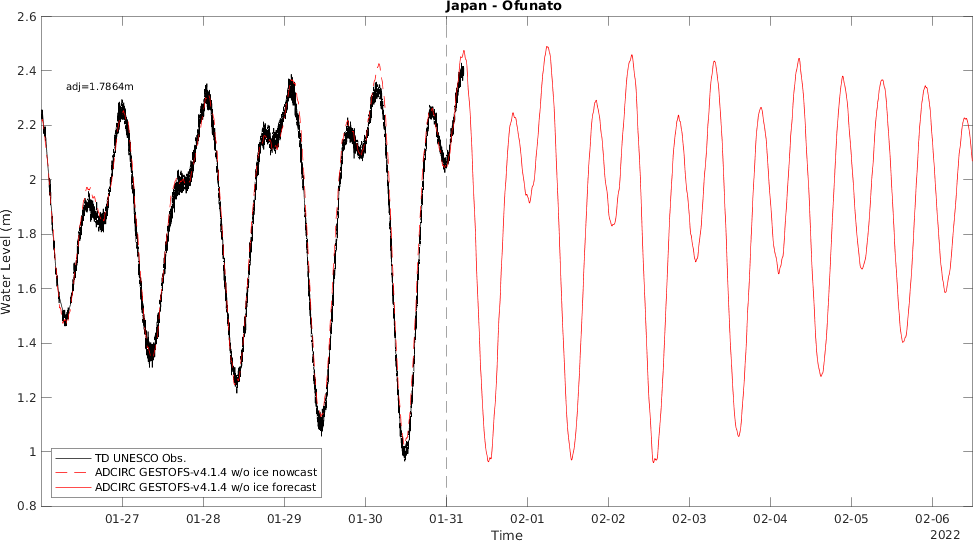 Japan - Ofunato
2.6
2.4
2.2
2
1.8
1.6
1.4
1.2
1
0.8
Water Level (m)
adj=1.7864m
TD UNESCO Obs.
ADCIRC GESTOFS-v4.1.4 w/o ice nowcast
ADCIRC GESTOFS-v4.1.4 w/o ice forecast
01-27 01-28 01-29 01-30 01-31 02-01 02-02 02-03 02-04 02-05 02-06
2022
Time